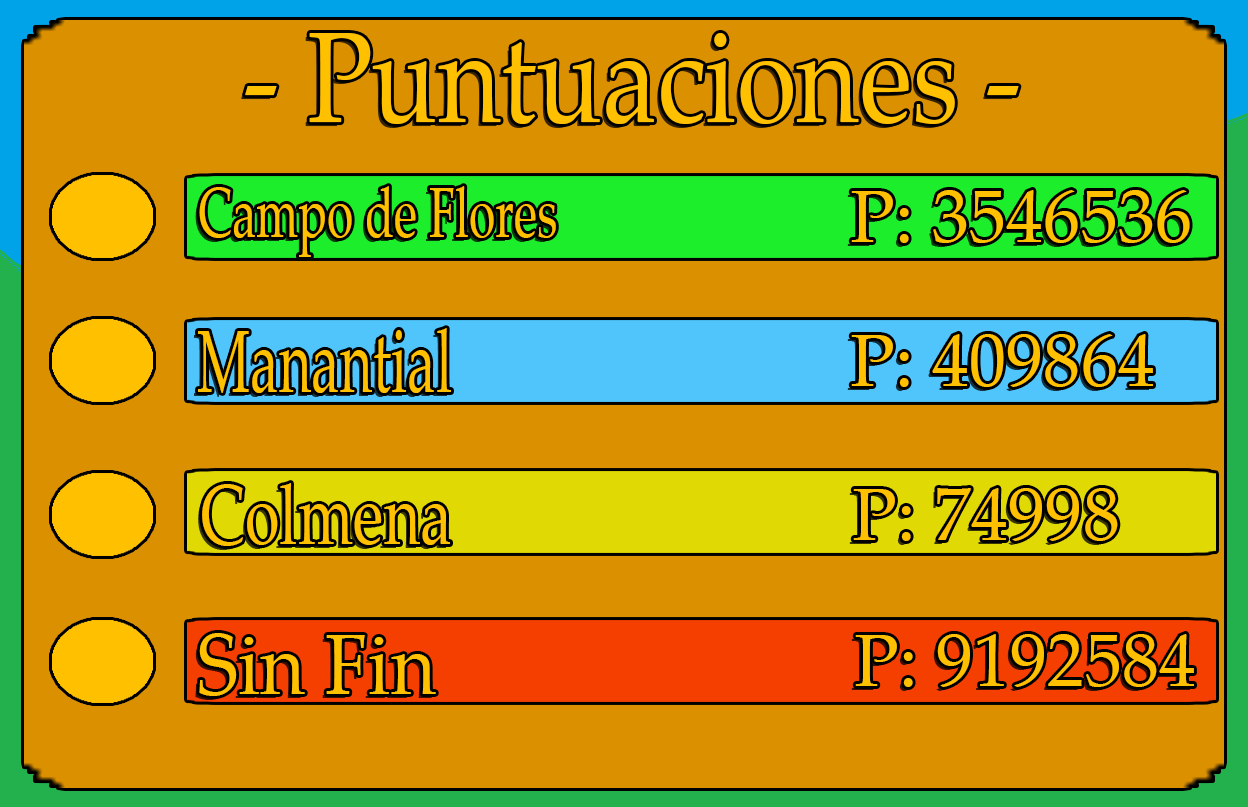 - Puntuaciones -
Campo de Flores P: 3546536
Manantial P: 409864
Colmena P: 74998
Sin Fin P: 9192584